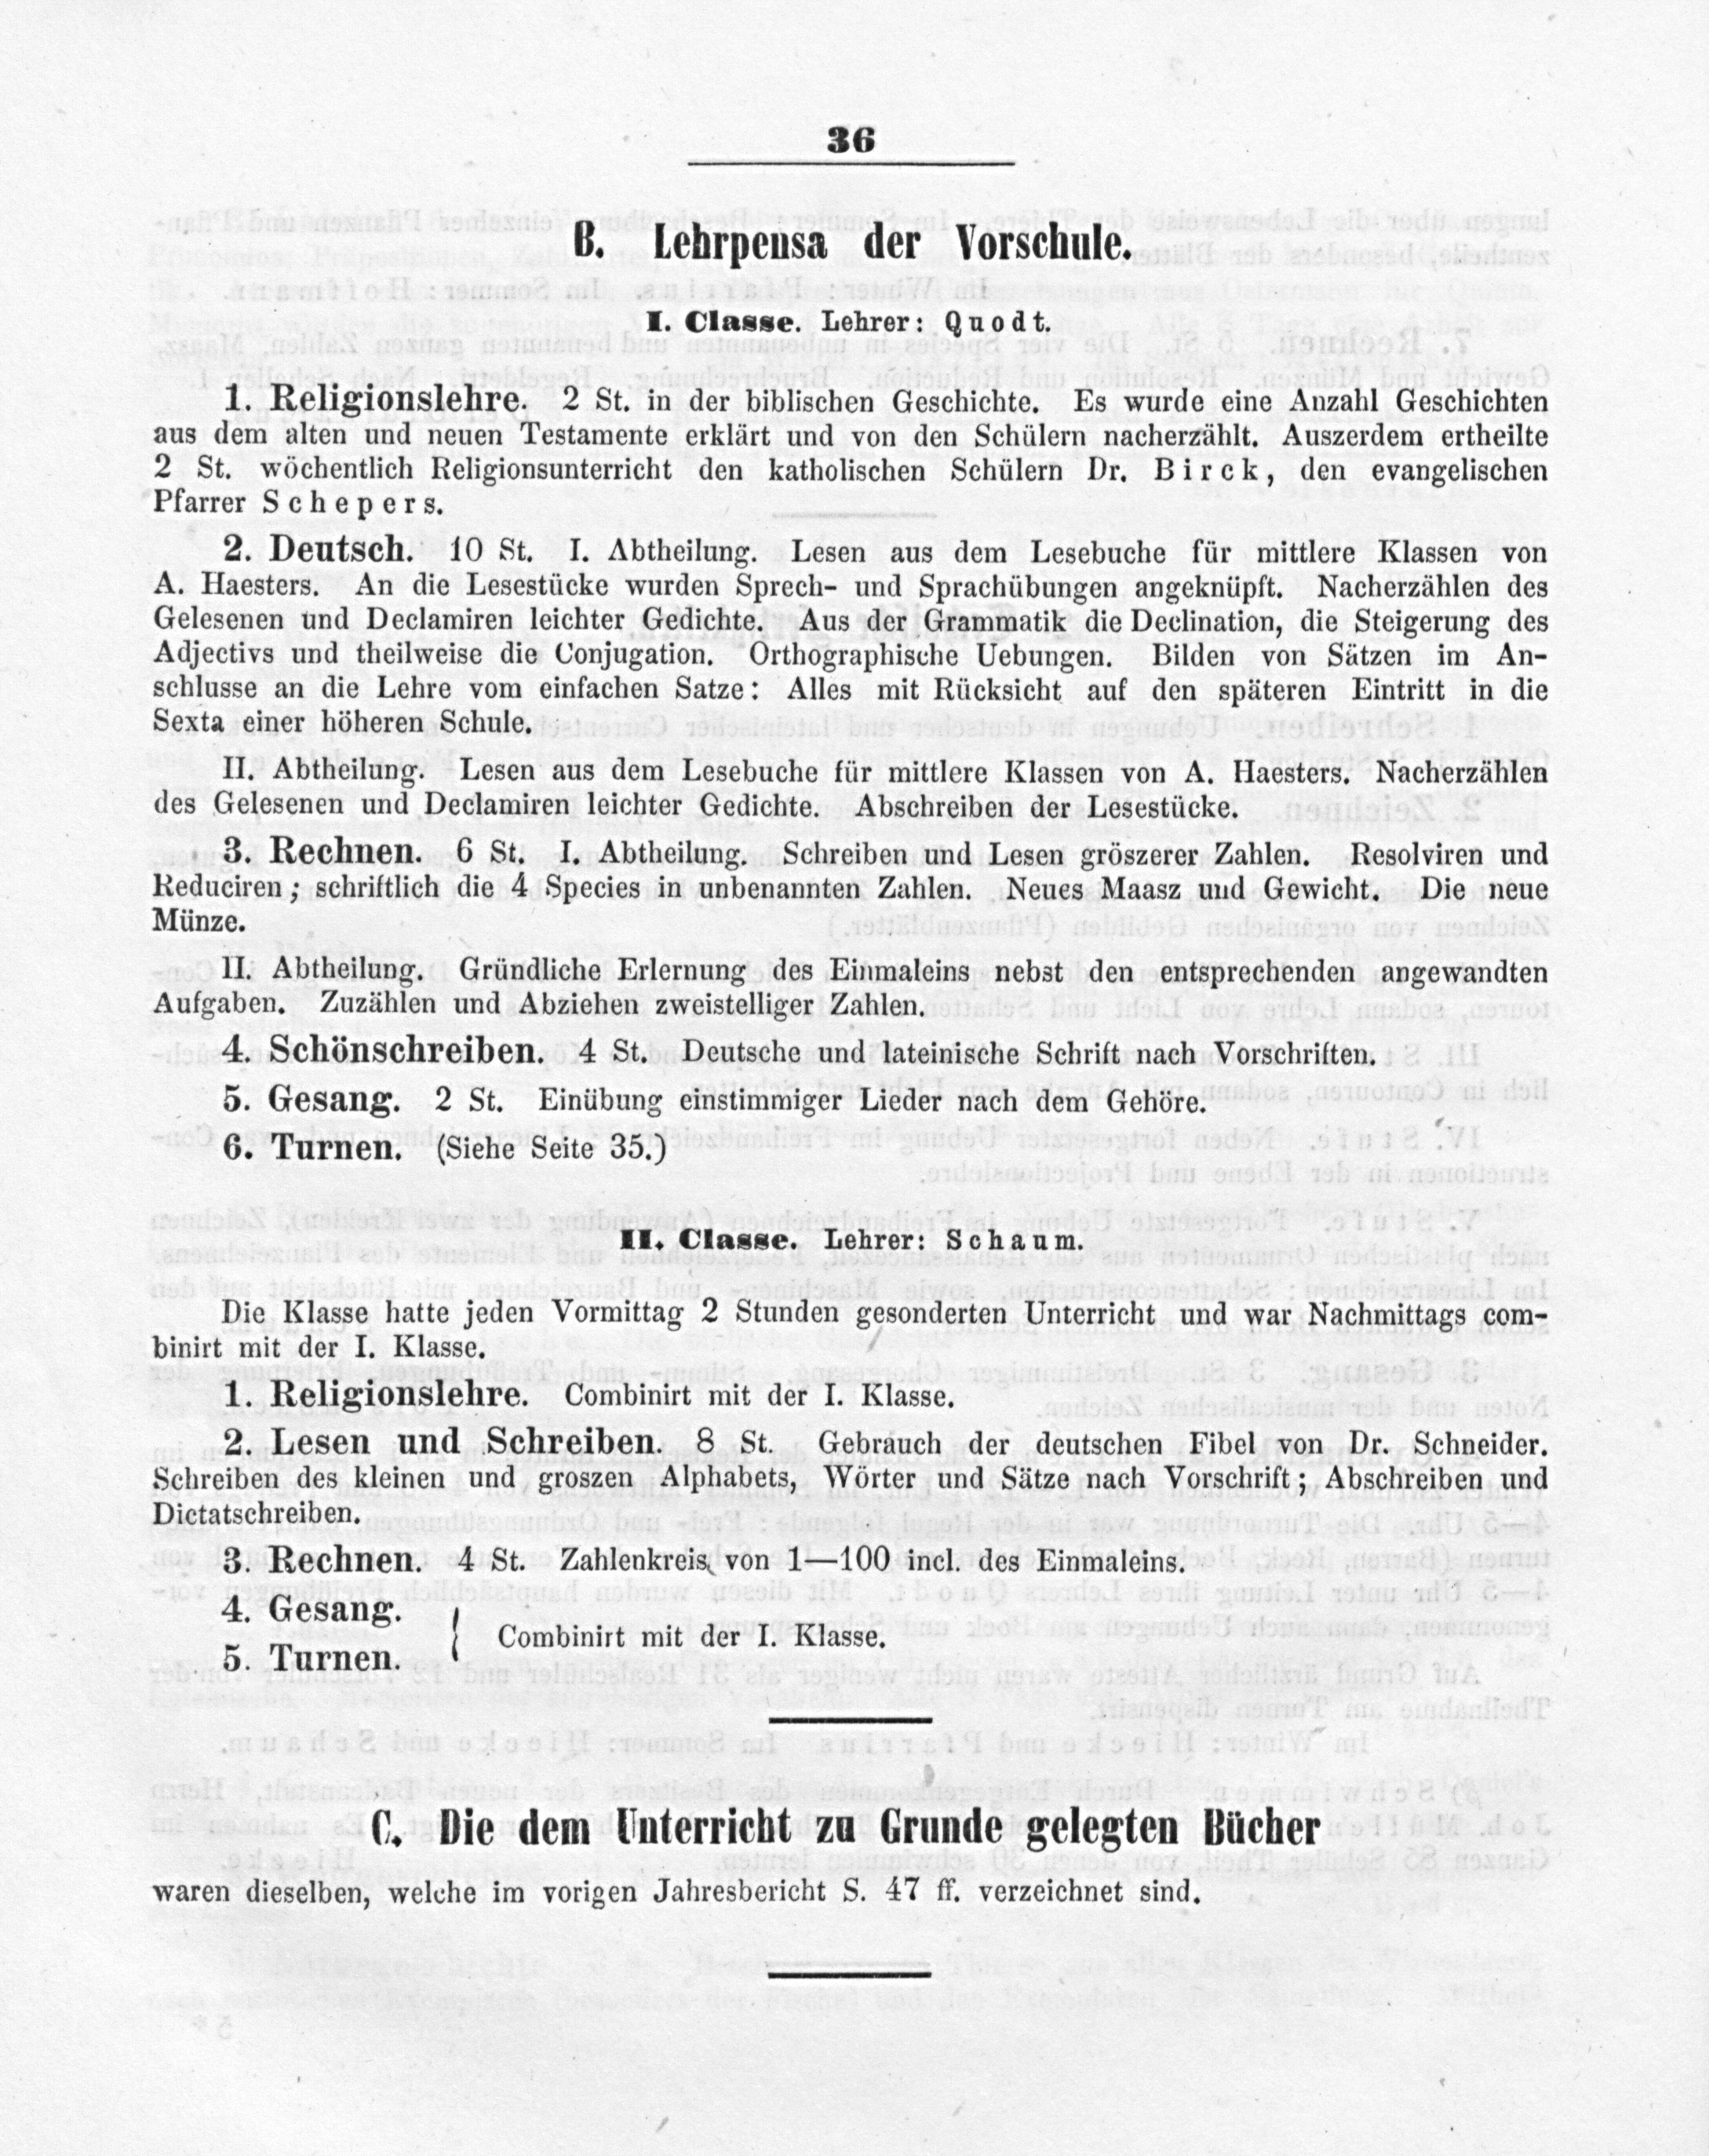 36
B. Lehrpensa der Vorschule.
I. Classe. Lehrer: Quodt.
1. Religionslehre. 2 St. in der biblischen Geschichte. Es wurde eine Anzahl Geschichten
aus dem alten und neuen Testamente erklärt und von den Schülern nacherzählt. Auszerdem ertheilte
2 St. wöchentlich Religionsunterricht den katholischen Schülern Dr. Birck, den evangelischen
Pfarrer Schepers.
2. Deutsch. 10 St. I. Abtheilung. Lesen aus dem Lesebuche für mittlere Klassen von
A. Haesters. An die Lesestücke wurden Sprech- und Sprachübungen angeknüpft. Nacherzählen des
Gelesenen und Declamiren leichter Gedichte. Aus der Grammatik die Declination, die Steigerung des
Adjectivs und theilweise die Conjugation. Orthographische Uebungen. Bilden von Sätzen im An-
schlusse an die Lehre vom einfachen Satze: Alles mit Rücksicht auf den späteren Eintritt in die
Sexta einer höheren Schule.
II. Abtheilung. Lesen aus dem Lesebuche für mittlere Klassen von A. Haesters. Nacherzählen
des Gelesenen und Declamiren leichter Gedichte. Abschreiben der Lesestücke.
3. Rechnen. 6 St. I. Abtheilung. Schreiben und Lesen gröszerer Zahlen. Resolviren und
Reduciren; schriftlich die 4 Species in unbenannten Zahlen. Neues Maasz und Gewicht. Die neue
Münze.
II. Abtheilung. Gründliche Erlernung des Einmaleins nebst den entsprechenden angewandten
Aufgaben. Zuzählen und Abziehen zweistelliger Zahlen.
4. Schönschreiben. 4 St. Deutsche und lateinische Schrift nach Vorschriften.
5. Gesang. 2 St. Einübung einstimmiger Lieder nach dem Gehöre.
6. Turnen. (Siehe Seite 35.)
II. Classe. Lehrer: Schaum.
Die Klasse hatte jeden Vormittag 2 Stunden gesonderten Unterricht und war Nachmittags com-
binirt mit der I. Klasse.
1. Religionslehre. Combinirt mit der I. Klasse.
2. Lesen und Schreiben. 8 St. Gebrauch der deutschen Fibel von Dr. Schneider.
Schreiben des kleinen und groszen Alphabets, Wörter und Sätze nach Vorschrift; Abschreiben und
Dictatschreiben.
3. Rechnen. 4 St. Zahlenkreis von 1—100 incl. des Einmaleins.
4. Gesang.
5. Turnen.
Combinirt mit der I. Klasse.
C. Die dem Unterricht zu Grunde gelegten Bücher
waren dieselben, welche im vorigen Jahresbericht S. 47 ff. verzeichnet sind.